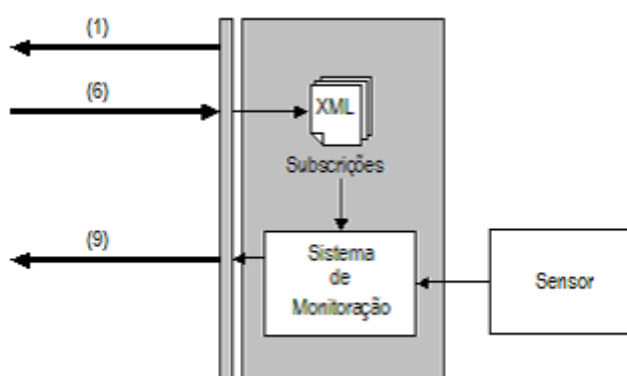 (1)
(6)
XML
Subscrições
(9)
Sistema
de
Monitoração
Sensor